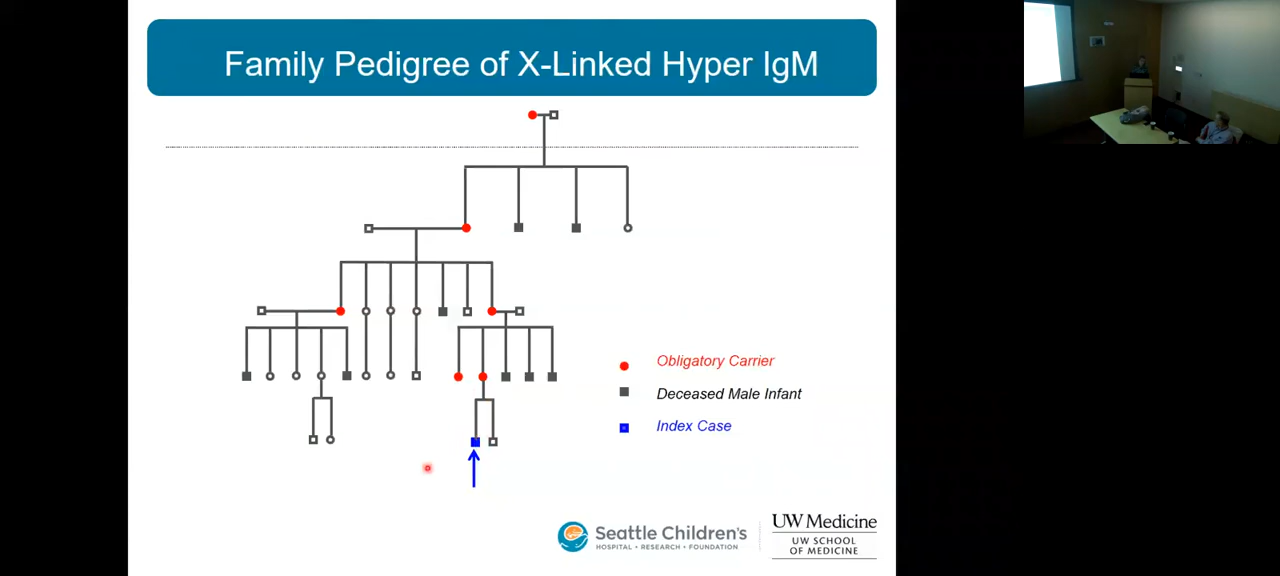 Family Pedigree of X-Linked Hyper IgM
Obligatory Carrier
Deceased Male Infant
Index Case
Seattle Children's
HOSPITAL • RESEARCH • FOUNDATION
UW Medicine
UW SCHOOL
OF MEDICINE